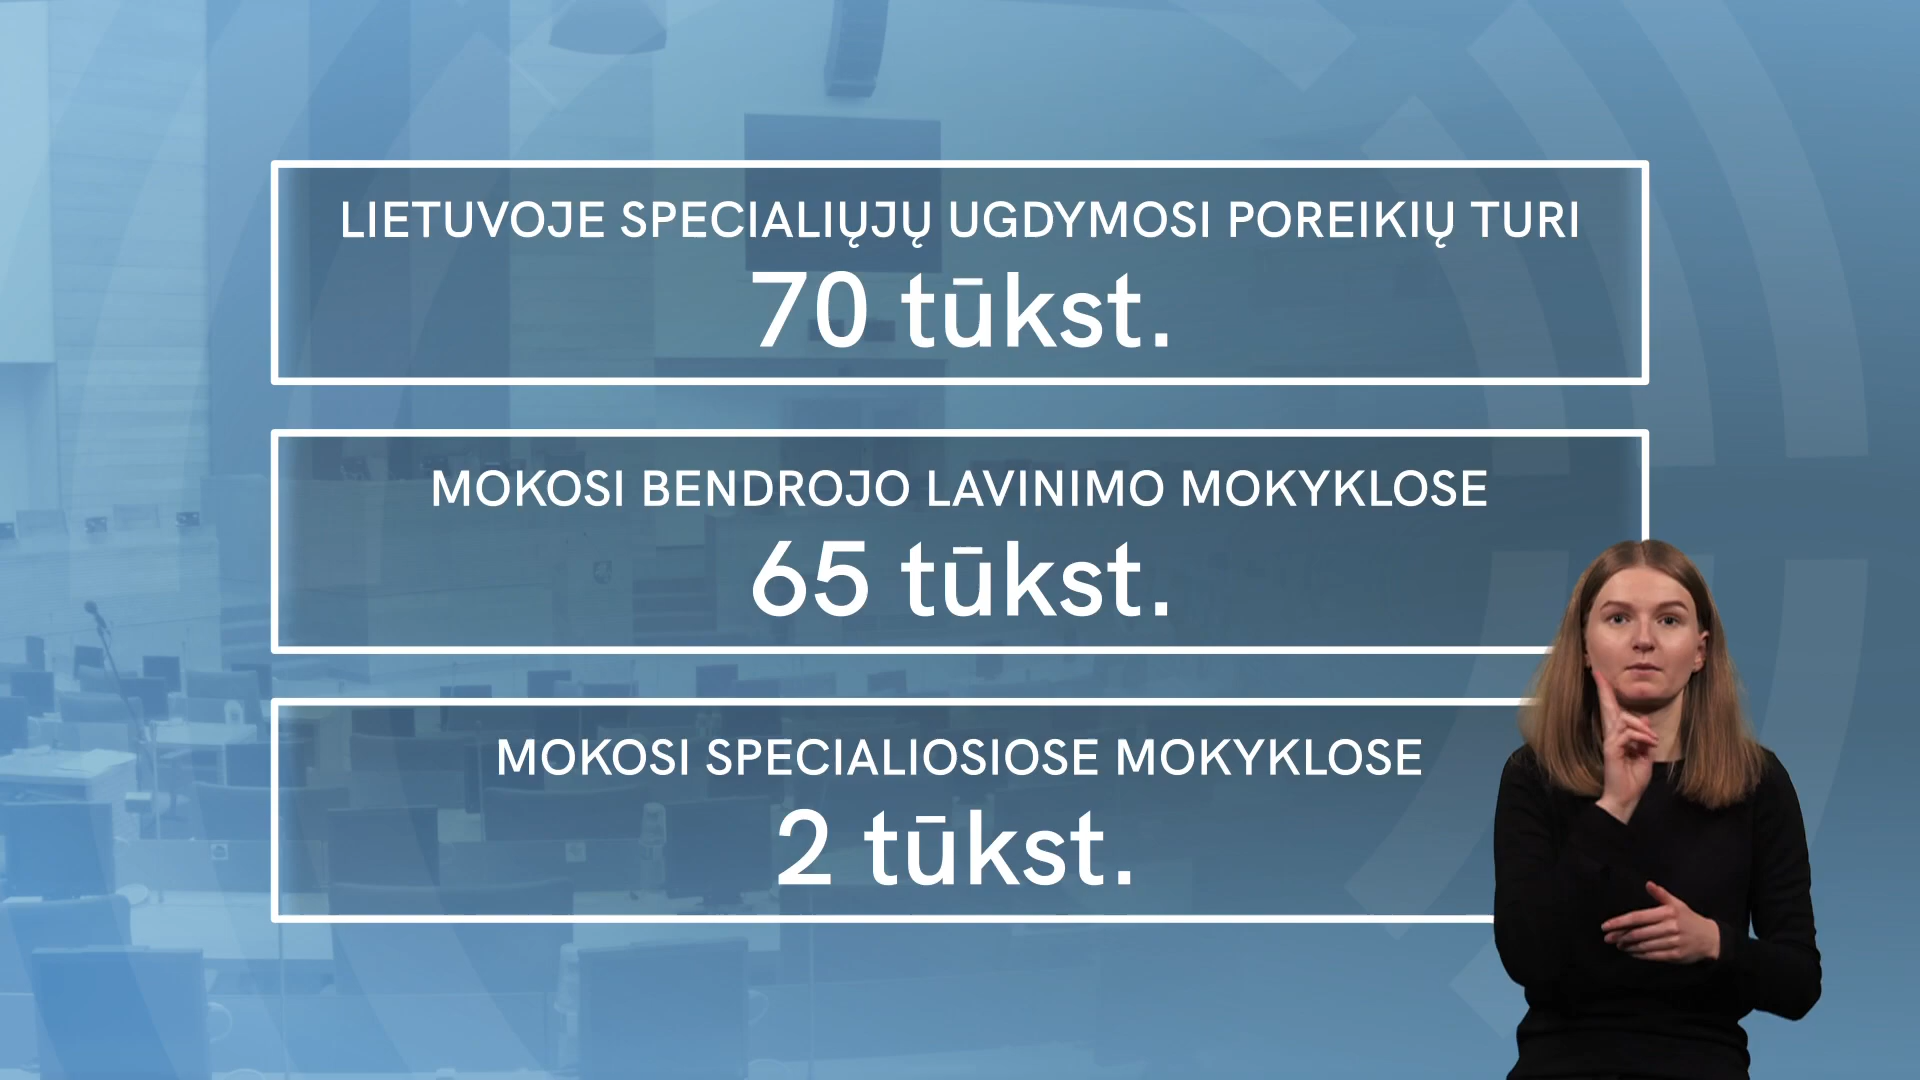 LIETUVOJE SPECIALIŲJŲ UGDYMOSI POREIKIŲ TURI
70 tūkst.
MOKOSI BENDROJO LAVINIMO MOKYKLOSE
65 tūkst.
MOKOSI SPECIALIOSIOSE MOKYKLOSE
2 tūkst.